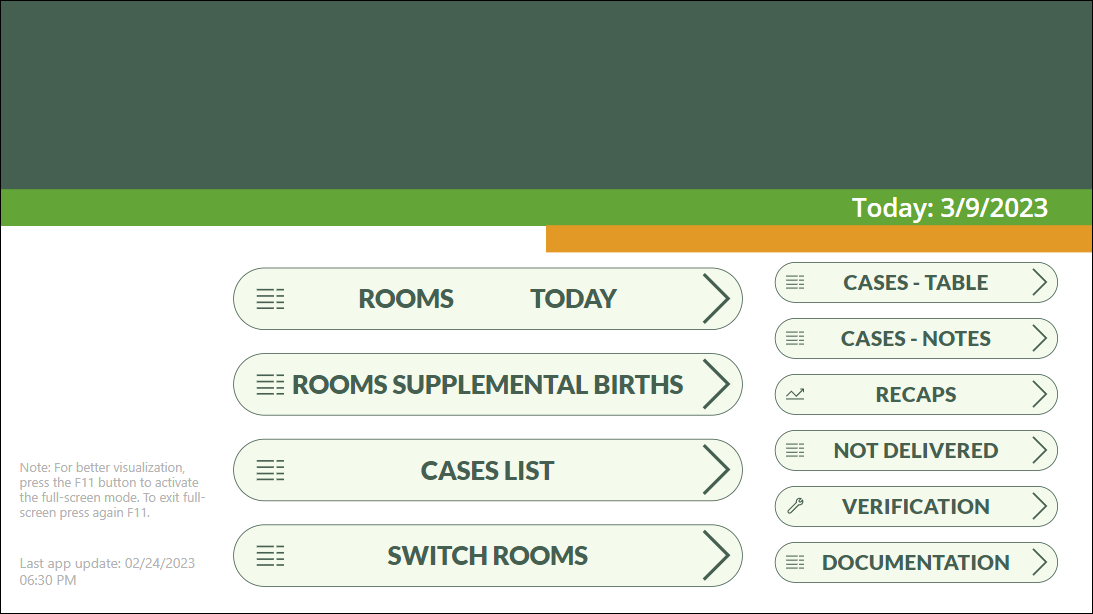 Today: 3/9/2023
ROOMS TODAY
ROOMS SUPPLEMENTAL BIRTHS
CASES LIST
SWITCH ROOMS
CASES - TABLE
CASES - NOTES
RECAPS
NOT DELIVERED
VERIFICATION
DOCUMENTATION
Note: For better visualization,
press the F11 button to activate
the full-screen mode. To exit full-
screen press again F11.
Last app update: 02/24/2023
06:30 PM